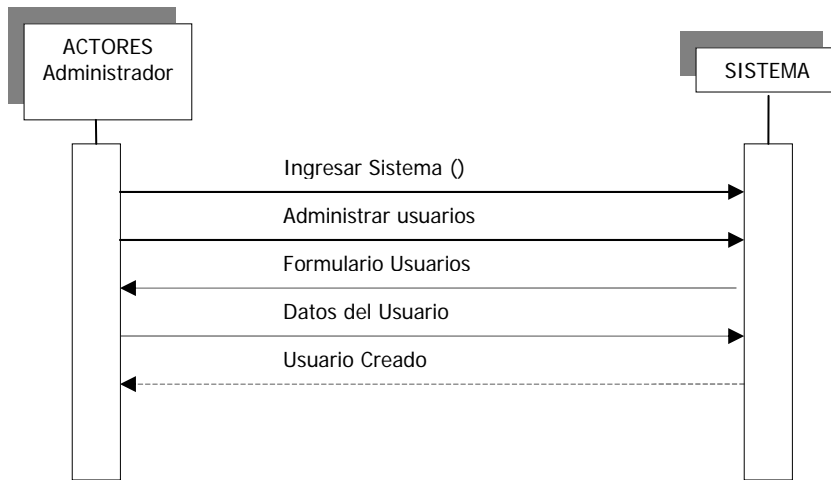 ACTORES
Administrador
SISTEMA
Ingresar Sistema ()
Administrar usuarios
Formulario Usuarios
Datos del Usuario
Usuario Creado